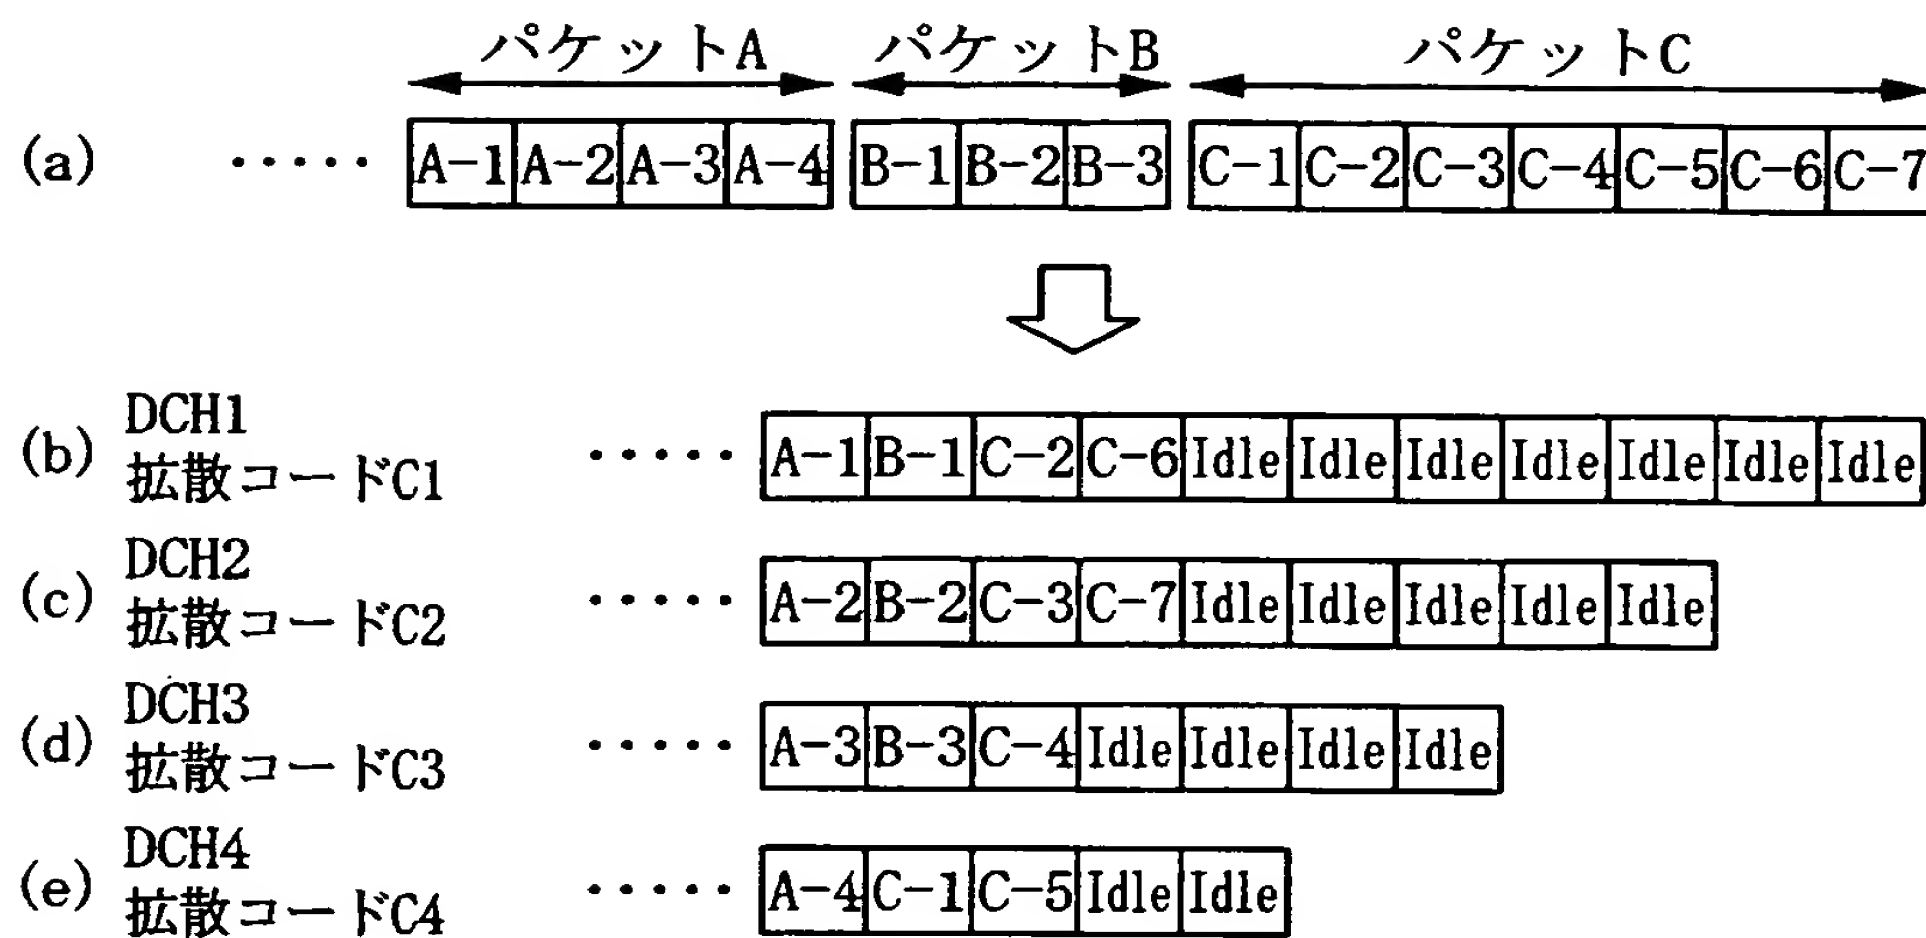 パケットA パケットB パケットC
(a) ····· A-1 A-2 A-3 A-4 B-1 B-2 B-3 C-1 C-2 C-3 C-4 C-5 C-6 C-7
(b) DCH1
拡散コードC1 ····· A-1 B-1 C-2 C-6 Idle Idle Idle Idle Idle Idle Idle
(c) DCH2
拡散コードC2 ····· A-2 B-2 C-3 C-7 Idle Idle Idle Idle Idle
(d) DCH3
拡散コードC3 ····· A-3 B-3 C-4 Idle Idle Idle Idle
(e) DCH4
拡散コードC4 ····· A-4 C-1 C-5 Idle Idle